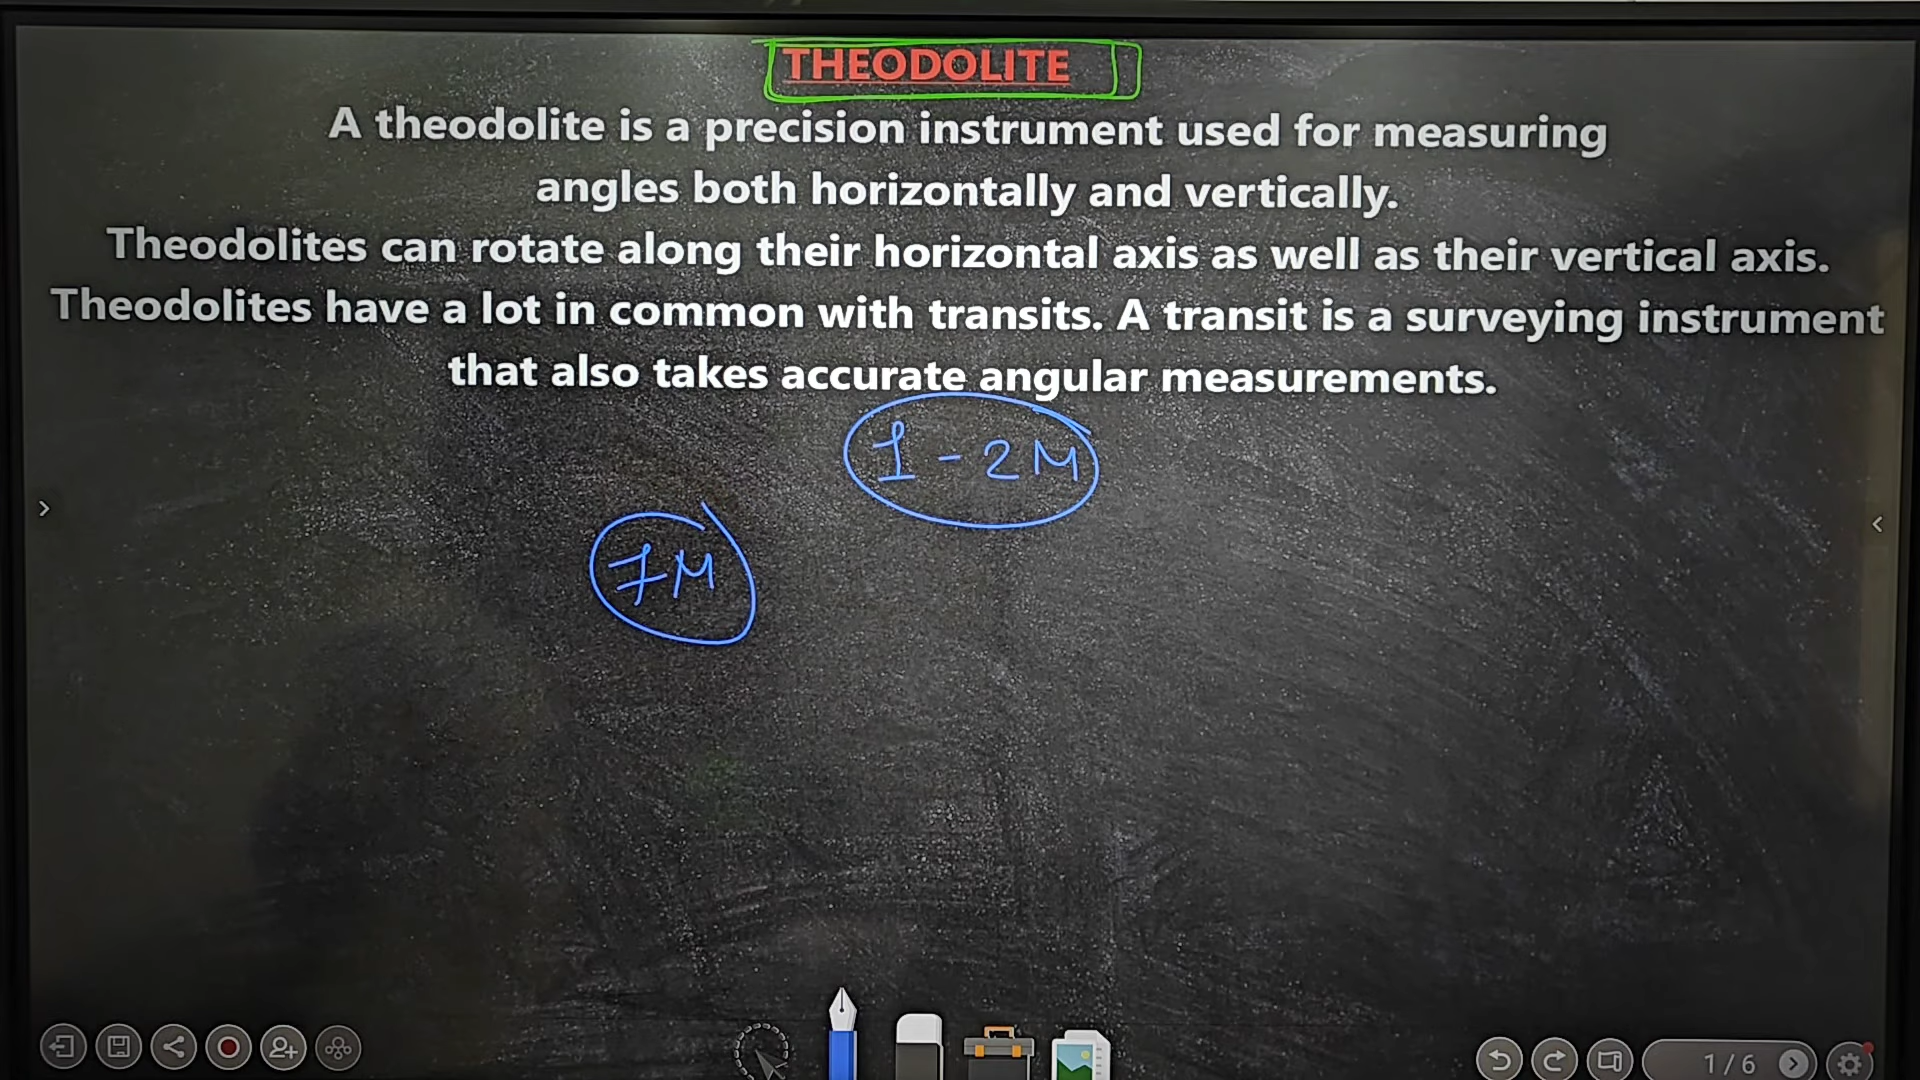 THEODOLITE
A theodolite is a precision instrument used for measuring
angles both horizontally and vertically.
Theodolites can rotate along their horizontal axis as well as their vertical axis.
Theodolites have a lot in common with transits. A transit is a surveying instrument
that also takes accurate angular measurements.
1 - 2M
7M
1 / 6